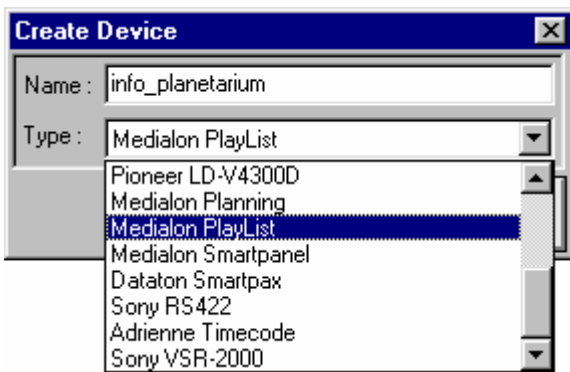 Create Device
Name : info_planetarium
Type : Medialon PlayList
Pioneer LD-V4300D
Medialon Planning
Medialon PlayList
Medialon Smartpanel
Dataton Smartpax
Sony RS422
Adrienne Timecode
Sony VSR-2000